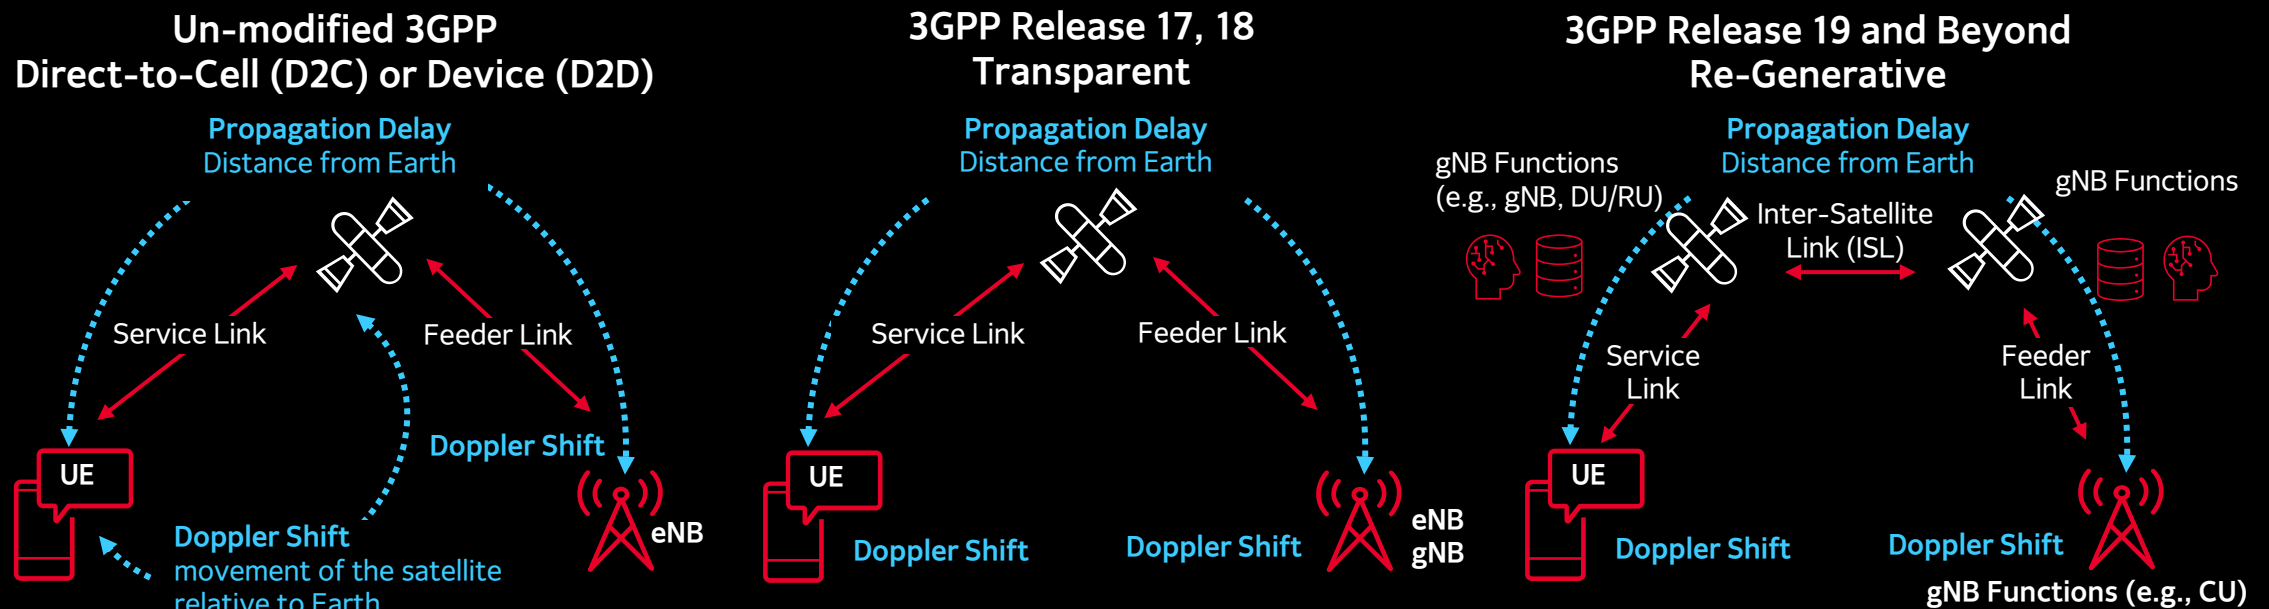 Un-modified 3GPP
Direct-to-Cell (D2C) or Device (D2D)
Propagation Delay
Distance from Earth
Service Link
Feeder Link
Doppler Shift
UE
eNB
Doppler Shift
movement of the satellite
relative to Earth
3GPP Release 17, 18
Transparent
Propagation Delay
Distance from Earth
Service Link
Feeder Link
UE
Doppler Shift
Doppler Shift
eNB
gNB
3GPP Release 19 and Beyond
Re-Generative
Propagation Delay
Distance from Earth
gNB Functions
(e.g., gNB, DU/RU)
Inter-Satellite
Link (ISL)
gNB Functions
Service
Link
Feeder
Link
UE
Doppler Shift
Doppler Shift
gNB Functions (e.g., CU)